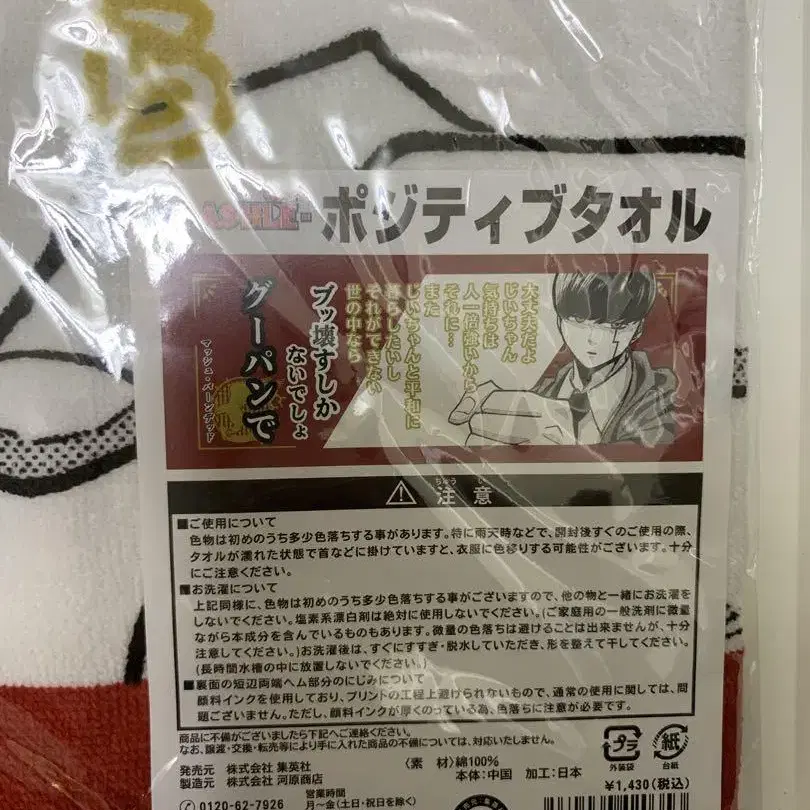 ASHLE-
ポジティブタオル
大丈夫だよ
じいちゃん
気持ちは
人一倍強いから
それに…
また
じいちゃんと平和に
暮らしたいし
それができない
世の中なら
ブッ壊すしか
ないでしょ
グーパンで
マッシュ・バーンデッド
⚠ 注意
ちゅう い
■ご使用について
色物は初めのうち多少色落ちする事があります。特に雨天時などで、開封後すぐのご使用の際、
タオルが濡れた状態で首などに掛けていますと、衣服に色移りする可能性がございます。十分
にご注意ください。
■お洗濯について
上記同様に、色物は初めのうち多少色落ちする事がございますので、他の物と一緒にお洗濯を
しないでください。塩素系漂白剤は絶対に使用しないでください。(ご家庭用の一般洗剤に微量
ながら本成分を含んでいるものもあります。微量の色落ちは避けることは出来ませんが、十分
注意してください。)お洗濯後は、すぐにすすぎ・脱水していただき、形を整えて干してください。
(長時間水槽の中に放置しないでください。)
■裏面の短辺両端ヘム部分のにじみについて
顔料インクを使用しており、プリントの工程上避けられないもので、通常の使用に関しては、問
題ございません。ただし、顔料インクが厚くのっている為、色落ちに注意が必要です。
商品に不備がございましたら下記へご連絡ください。
なお、譲渡・交換・転売等により手に入れた商品の不備については、対応いたしません。
発売元 株式会社 集英社
製造元 株式会社 河原商店
〈素 材〉綿100%
本体:中国 加工:日本
プラ
外装袋
紙
台紙
¥1,430(税込)
0120-62-7926
営業時間
月~金(土日・祝日を除く)